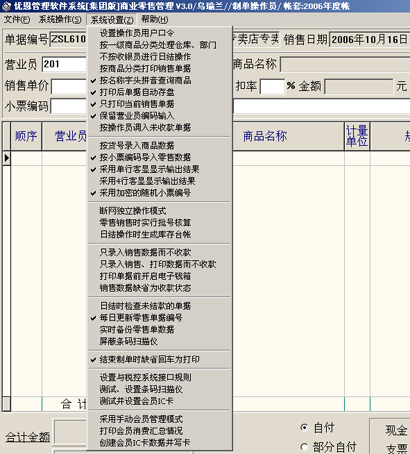 优恩管理软件系统[集团版]商业零售管理 V3.0/乌瑞兰//制单操作员/ 帐套:2006年度帐
文件(F) 系统操作(S) 系统设置(Z) 帮助(H)
单据编号 ZSL610 卖店专卖 销售日期 2006年10月16日
营业员 201 商品名称
销售单价 扣率 % 金额 元
小票编码
顺序 营业员 商品名称 计量单位 规
合 计
合计金额
自付 现金
部分自付 支票
设置操作员用户口令
按一级商品分类处理仓库、部门
不按收银员进行日结操作
按商品分类打印销售单据
按名称字头拼音查询商品
打印后单据自动存盘
只打印当前销售单据
保留营业员编码输入
按操作员调入未收款单据
按货号录入商品数据
按小票编码导入零售数据
采用单行客显显示输出结果
采用4行客显显示输出结果
采用加密的随机小票编号
断网独立操作模式
零售销售时实行批号核算
日结操作时生成库存台帐
只录入销售数据而不收款
只录入销售、打印数据而不收款
打印单据前开启电子钱箱
销售数据缺省为收款状态
日结时检查未结款的单据
每日更新零售单据编号
实时备份零售单数据
屏蔽条码扫描仪
结束制单时缺省回车为打印
设置与税控系统接口规则
测试、设置条码扫描仪
测试并设置会员IC卡
采用手动会员管理模式
打印会员消费汇总情况
创建会员IC卡数据并写卡